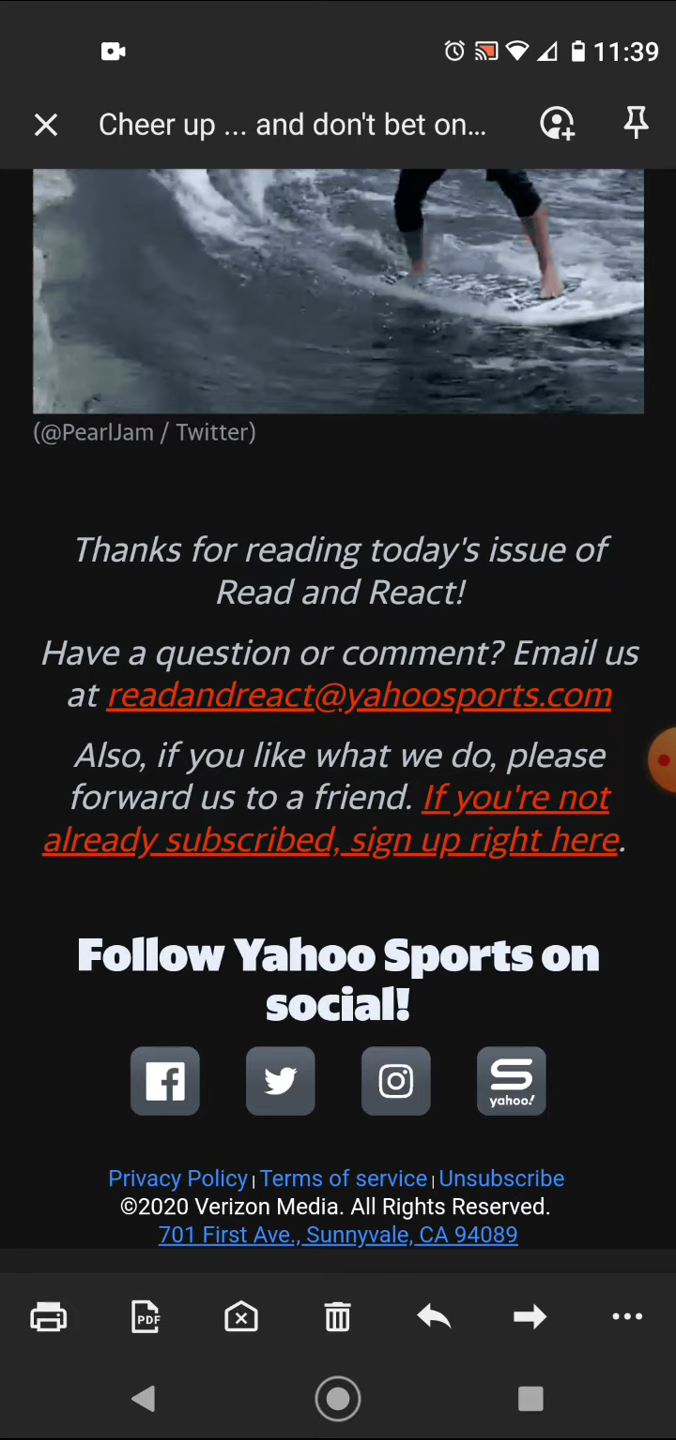 11:39
Cheer up ... and don't bet on...
(@PearlJam / Twitter)
Thanks for reading today's issue of
Read and React!
Have a question or comment? Email us
at readandreact@yahoosports.com
Also, if you like what we do, please
forward us to a friend. If you're not
already subscribed, sign up right here.
Follow Yahoo Sports on
social!
yahoo!
Privacy Policy | Terms of service | Unsubscribe
©2020 Verizon Media. All Rights Reserved.
701 First Ave., Sunnyvale, CA 94089
PDF